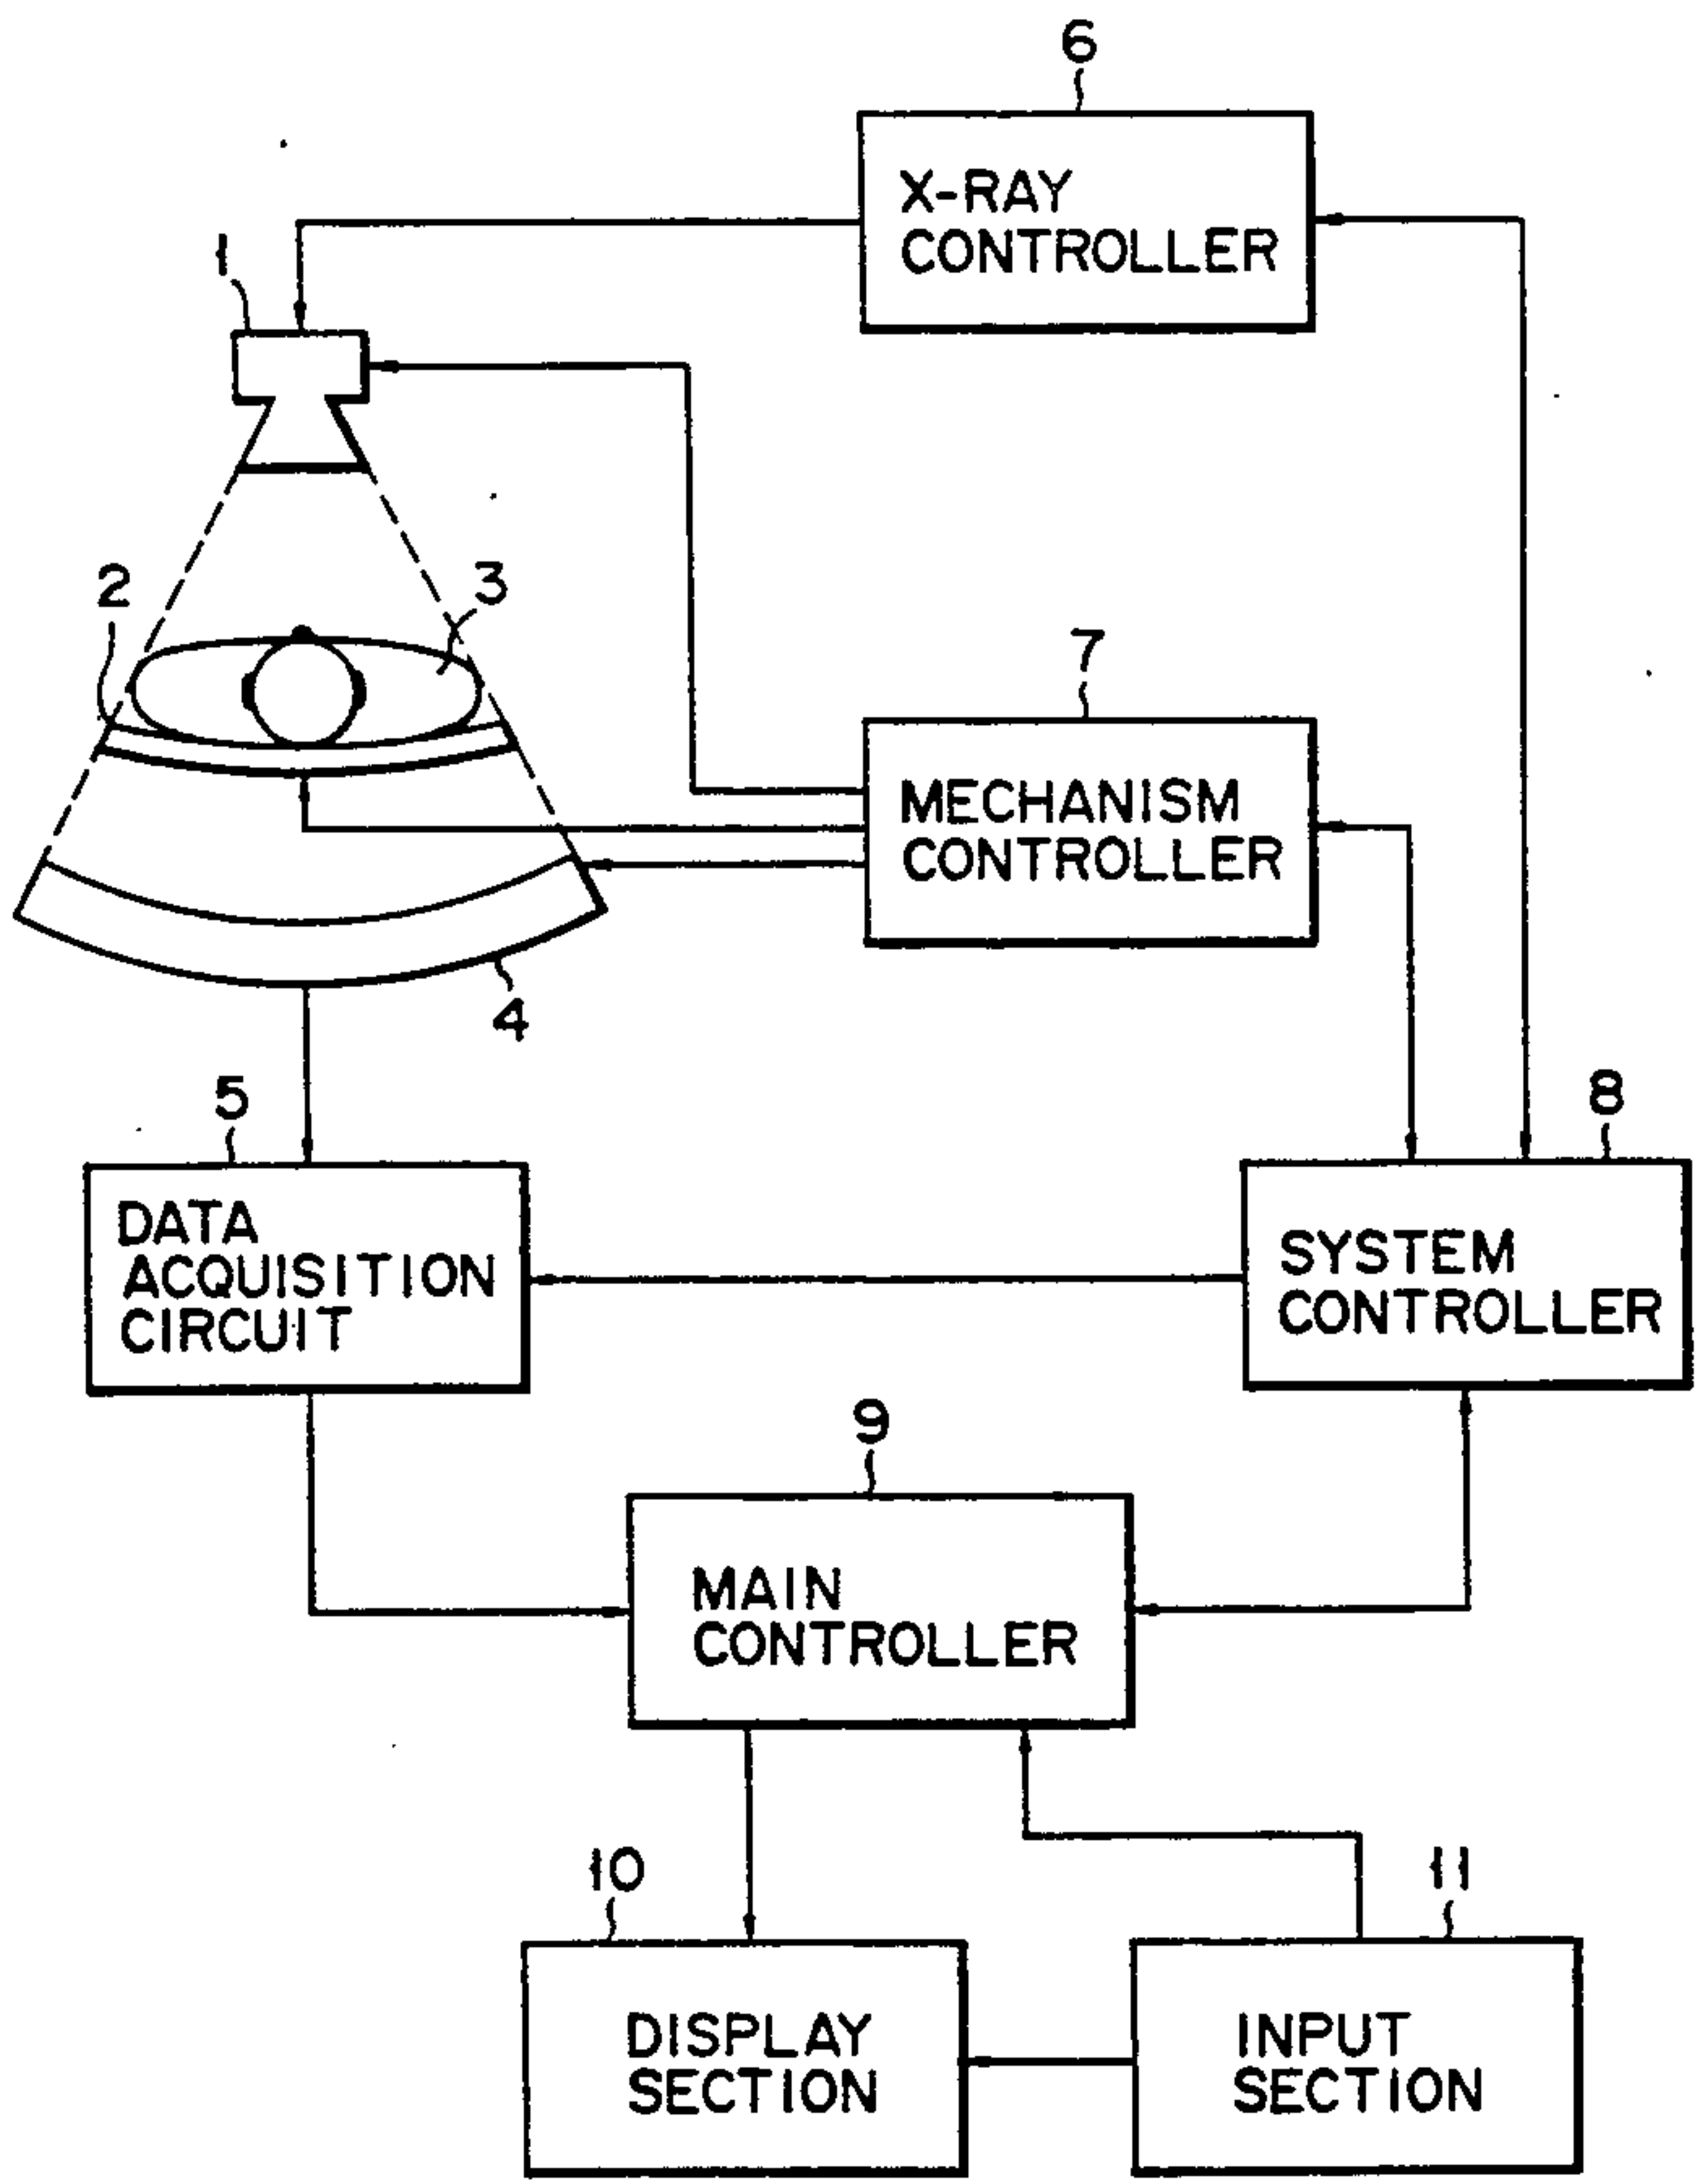 6
X-RAY
CONTROLLER
1
2
3
7
MECHANISM
CONTROLLER
4
5
8
DATA
ACQUISITION
CIRCUIT
SYSTEM
CONTROLLER
9
MAIN
CONTROLLER
10
11
DISPLAY
SECTION
INPUT
SECTION